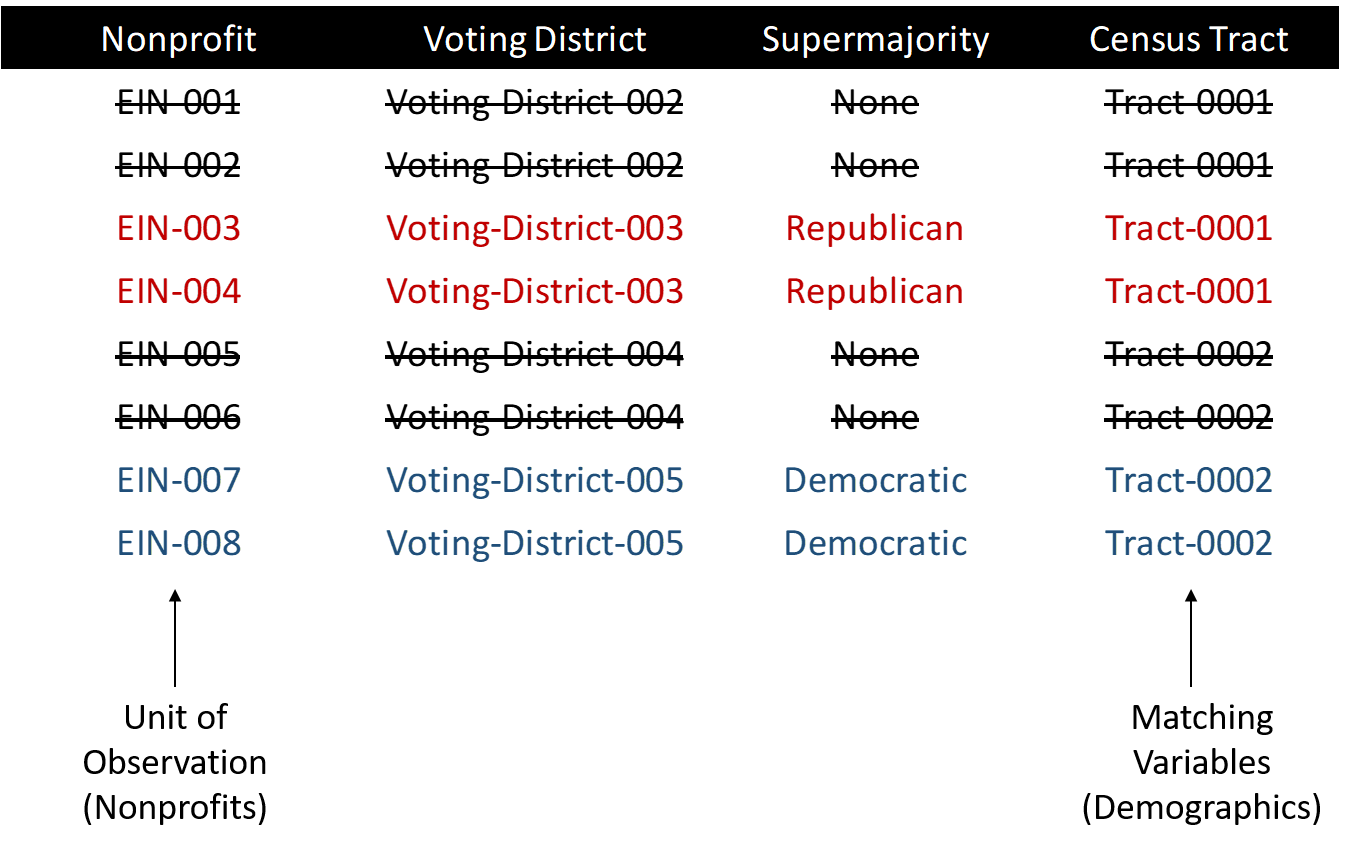 Nonprofit Voting District Supermajority Census Tract
EIN-001 Voting-District-002 None Tract-0001
EIN-002 Voting-District-002 None Tract-0001
EIN-003 Voting-District-003 Republican Tract-0001
EIN-004 Voting-District-003 Republican Tract-0001
EIN-005 Voting-District-004 None Tract-0002
EIN-006 Voting-District-004 None Tract-0002
EIN-007 Voting-District-005 Democratic Tract-0002
EIN-008 Voting-District-005 Democratic Tract-0002
Unit of
Observation
(Nonprofits)
Matching
Variables
(Demographics)